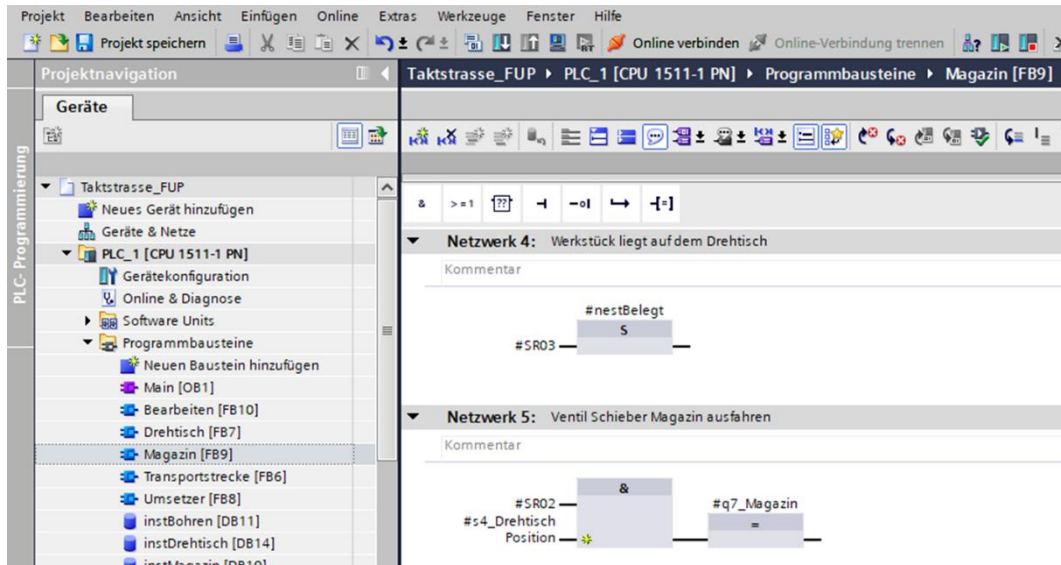 Projekt Bearbeiten Ansicht Einfügen Online Extras Werkzeuge Fenster Hilfe
Projekt speichern Online verbinden Online-Verbindung trennen
Projektnavigation
Taktstrasse_FUP PLC_1 [CPU 1511-1 PN] Programmbausteine Magazin [FB9]
Geräte
PLC-Programmierung
Taktstrasse_FUP
Neues Gerät hinzufügen
Geräte & Netze
PLC_1 [CPU 1511-1 PN]
Gerätekonfiguration
Online & Diagnose
Software Units
Programmbausteine
Neuen Baustein hinzufügen
Main [OB1]
Bearbeiten [FB10]
Drehtisch [FB7]
Magazin [FB9]
Transportstrecke [FB6]
Umsetzer [FB8]
instBohren [DB11]
instDrehtisch [DB14]
& >=1 ?? -| -o| -[=]
Netzwerk 4: Werkstück liegt auf dem Drehtisch
Kommentar
#nestBelegt
S
#SR03
Netzwerk 5: Ventil Schieber Magazin ausfahren
Kommentar
&
#SR02
#s4_Drehtisch
Position
#q7_Magazin
=